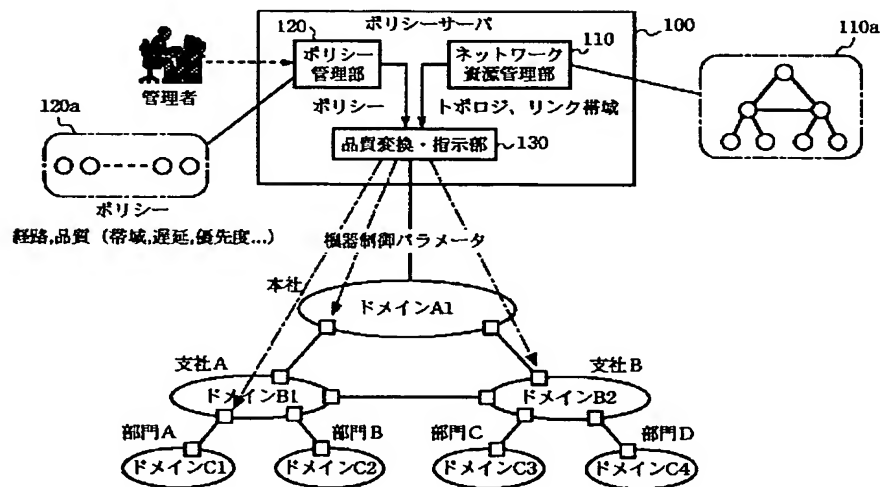 ポリシーサーバ
100
120
ポリシー
管理部
110
ネットワーク
資源管理部
110a
管理者
120a
ポリシー
トポロジ、リンク帯域
品質変換・指示部
130
ポリシー
経路,品質（帯域,遅延,優先度...）
機器制御パラメータ
本社
ドメインA1
支社A
支社B
ドメインB1
ドメインB2
部門A
部門B
部門C
部門D
ドメインC1
ドメインC2
ドメインC3
ドメインC4